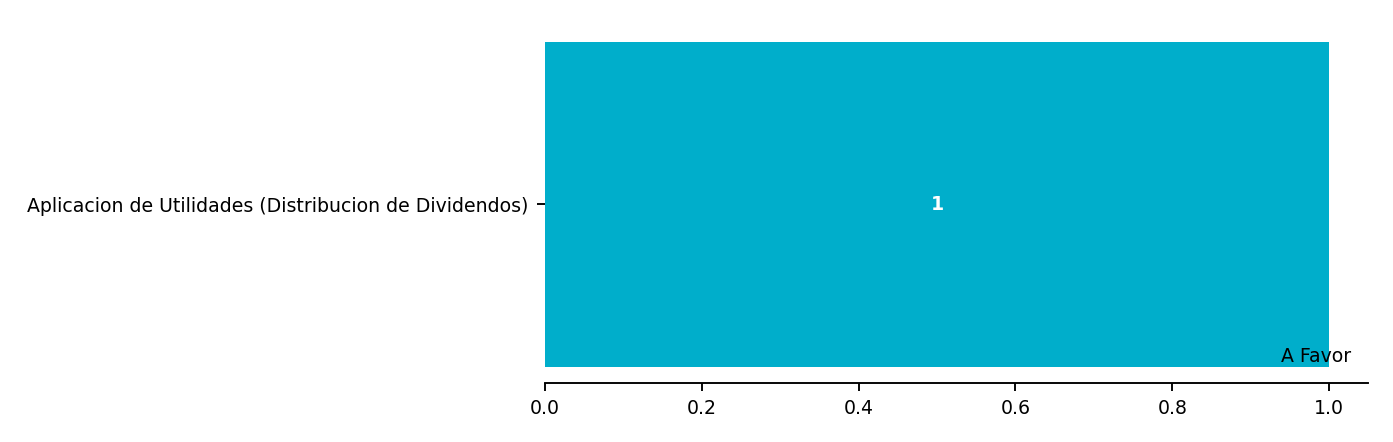 Aplicacion de Utilidades (Distribucion de Dividendos)
1
A Favor
0.0 0.2 0.4 0.6 0.8 1.0